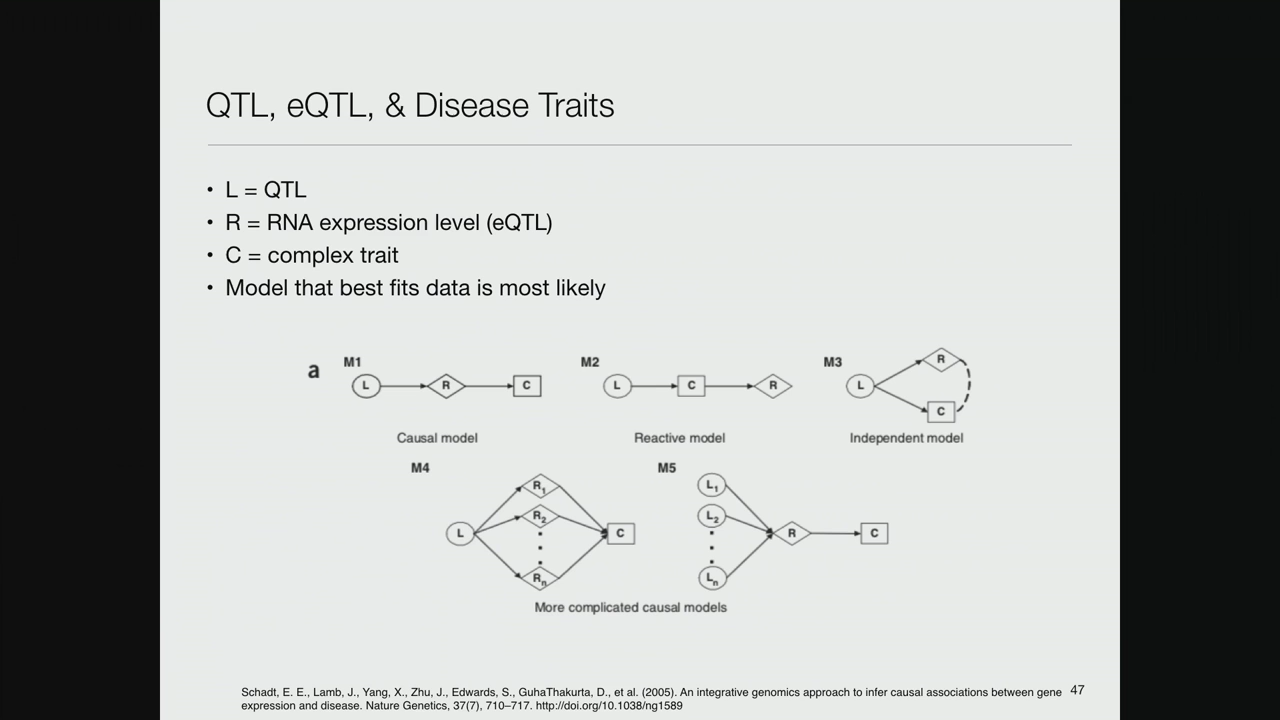 QTL, eQTL, & Disease Traits
• L = QTL
• R = RNA expression level (eQTL)
• C = complex trait
• Model that best fits data is most likely
a
M1
L
R
C
Causal model
M2
L
C
R
Reactive model
M3
L
R
C
Independent model
M4
L
R1
R2
Rn
C
M5
L1
L2
Ln
R
C
More complicated causal models
Schadt, E. E., Lamb, J., Yang, X., Zhu, J., Edwards, S., GuhaThakurta, D., et al. (2005). An integrative genomics approach to infer causal associations between gene
expression and disease. Nature Genetics, 37(7), 710–717. http://doi.org/10.1038/ng1589
47